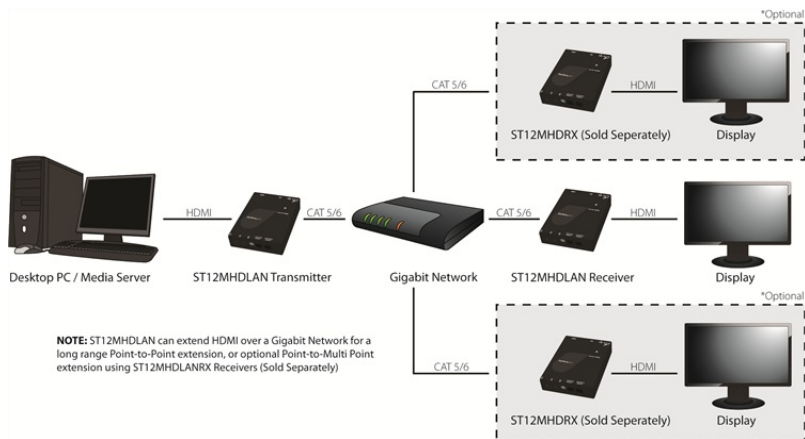 *Optional
CAT 5/6
HDMI
ST12MHDRX (Sold Seperately)
Display
HDMI
CAT 5/6
CAT 5/6
HDMI
Desktop PC / Media Server
ST12MHDLAN Transmitter
Gigabit Network
ST12MHDLAN Receiver
Display
*Optional
NOTE: ST12MHDLAN can extend HDMI over a Gigabit Network for a
long range Point-to-Point extension, or optional Point-to-Multi Point
extension using ST12MHDLANRX Receivers (Sold Separately)
CAT 5/6
HDMI
ST12MHDRX (Sold Seperately)
Display